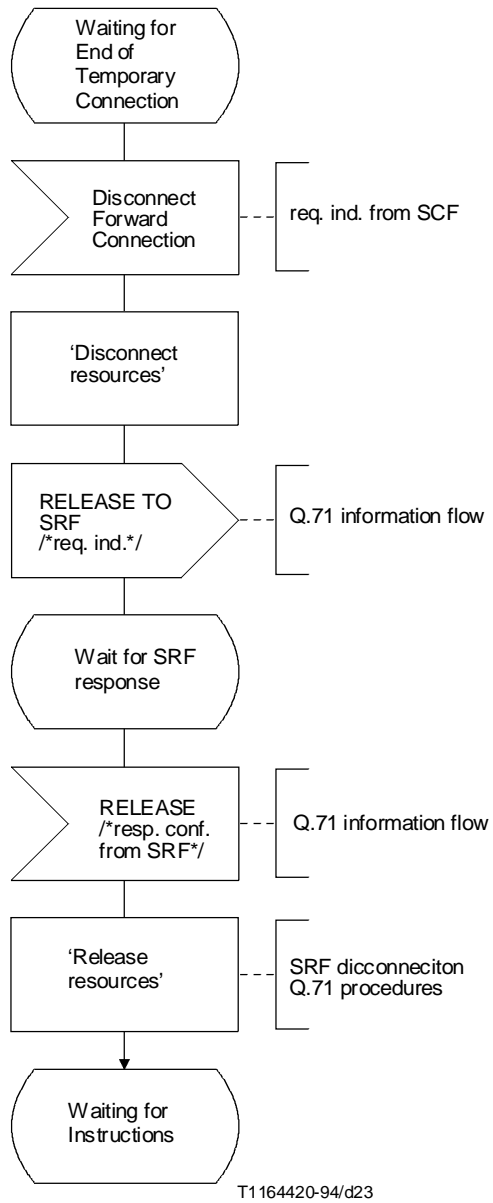 Waiting for
End of
Temporary
Connection
Disconnect
Forward
Connection
req. ind. from SCF
‘Disconnect
resources’
RELEASE TO
SRF
/*req. ind.*/
Q.71 information flow
Wait for SRF
response
RELEASE
/*resp. conf.
from SRF*/
Q.71 information flow
‘Release
resources’
SRF dicconneciton
Q.71 procedures
Waiting for
Instructions
T1164420-94/d23